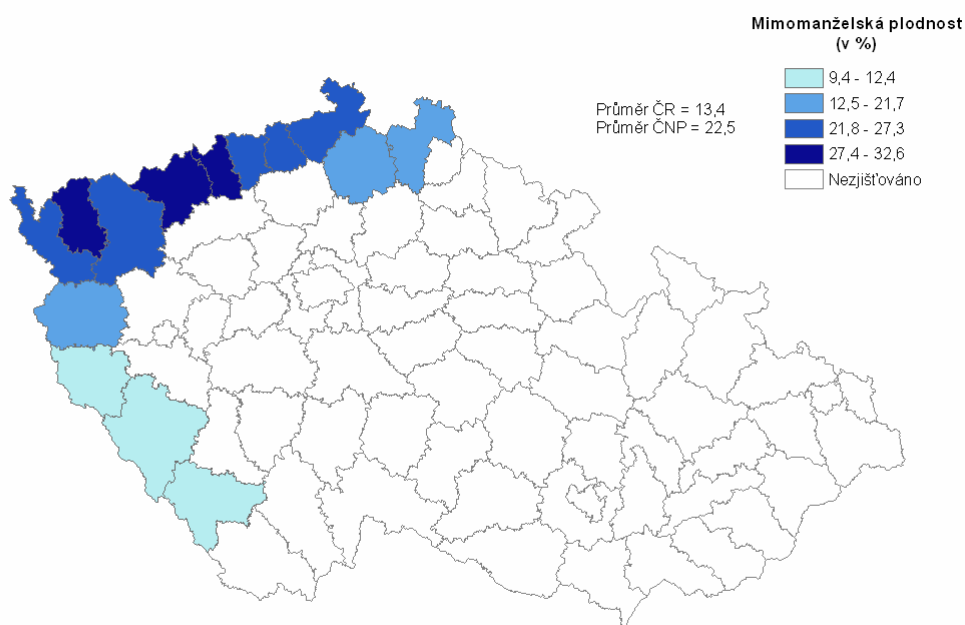 Mimomanželská plodnost
(v %)
9,4 - 12,4
12,5 - 21,7
21,8 - 27,3
27,4 - 32,6
Nezjišťováno
Průměr ČR = 13,4
Průměr ČNP = 22,5